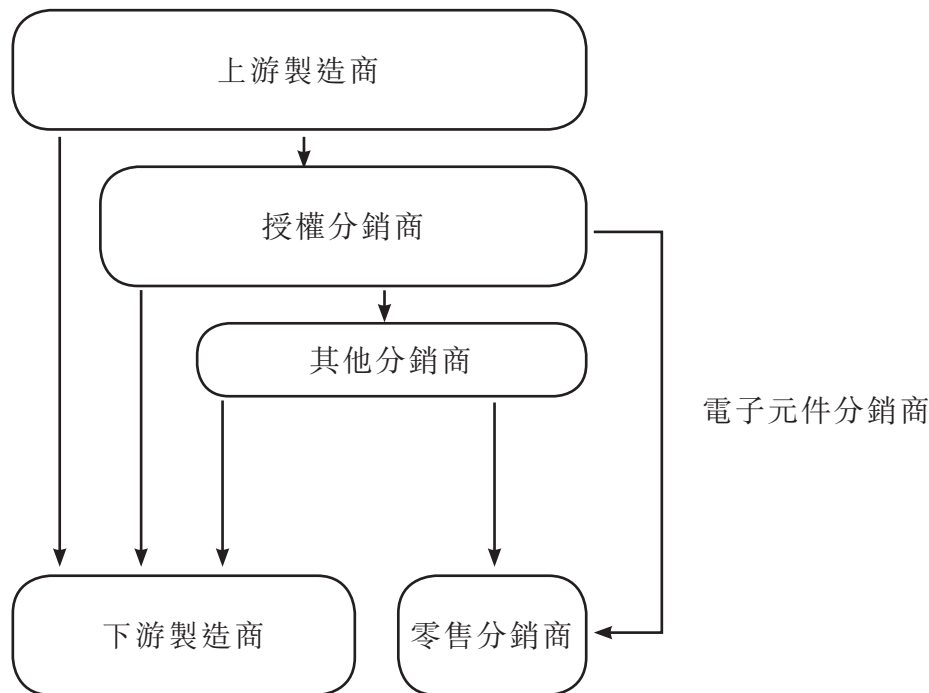 上游製造商
授權分銷商
其他分銷商
電子元件分銷商
下游製造商
零售分銷商